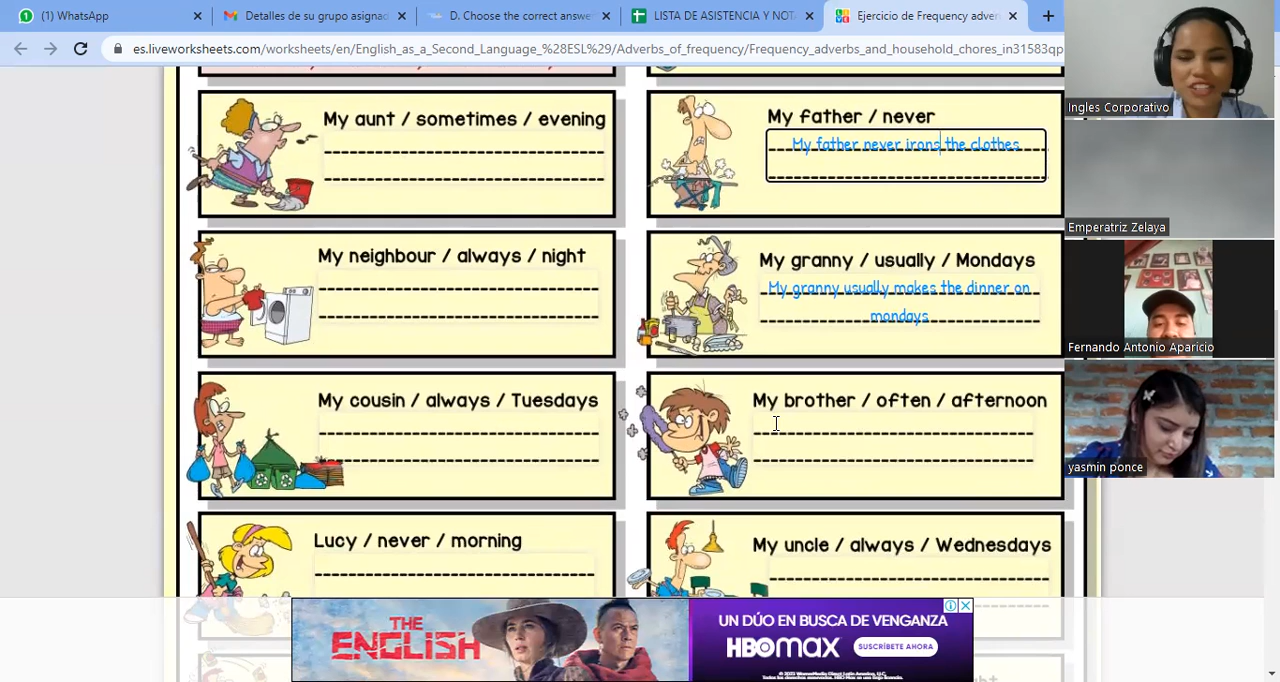 (1) WhatsApp
Detalles de su grupo asignad
D. Choose the correct answe
LISTA DE ASISTENCIA Y NOT
Ejercicio de Frequency adver
es.liveworksheets.com/worksheets/en/English_as_a_Second_Language_%28ESL%29/Adverbs_of_frequency/Frequency_adverbs_and_household_chores_in31583qp
Ingles Corporativo
My aunt / sometimes / evening
My father / never
My father never irons the clothes
Emperatriz Zelaya
My neighbour / always / night
My granny / usually / Mondays
My granny usually makes the dinner on
mondays
Fernando Antonio Aparicio
My cousin / always / Tuesdays
My brother / often / afternoon
yasmin ponce
Lucy / never / morning
My uncle / always / Wednesdays
THE
ENGLISH
UN DÚO EN BUSCA DE VENGANZA
HBOMAX
SUSCRÍBETE AHORA